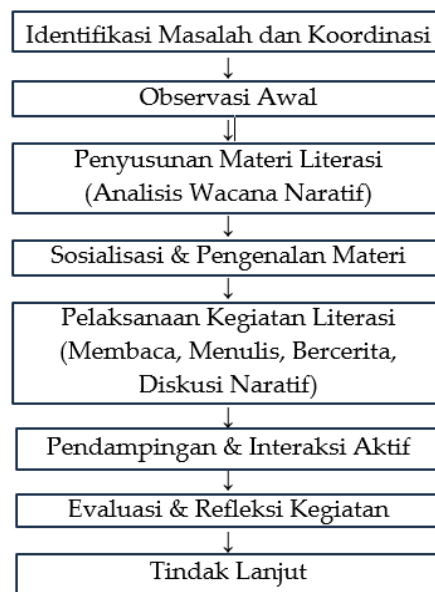 Identifikasi Masalah dan Koordinasi
↓
Observasi Awal
↓
Penyusunan Materi Literasi
(Analisis Wacana Naratif)
↓
Sosialisasi & Pengenalan Materi
↓
Pelaksanaan Kegiatan Literasi
(Membaca, Menulis, Bercerita,
Diskusi Naratif)
↓
Pendampingan & Interaksi Aktif
↓
Evaluasi & Refleksi Kegiatan
↓
Tindak Lanjut